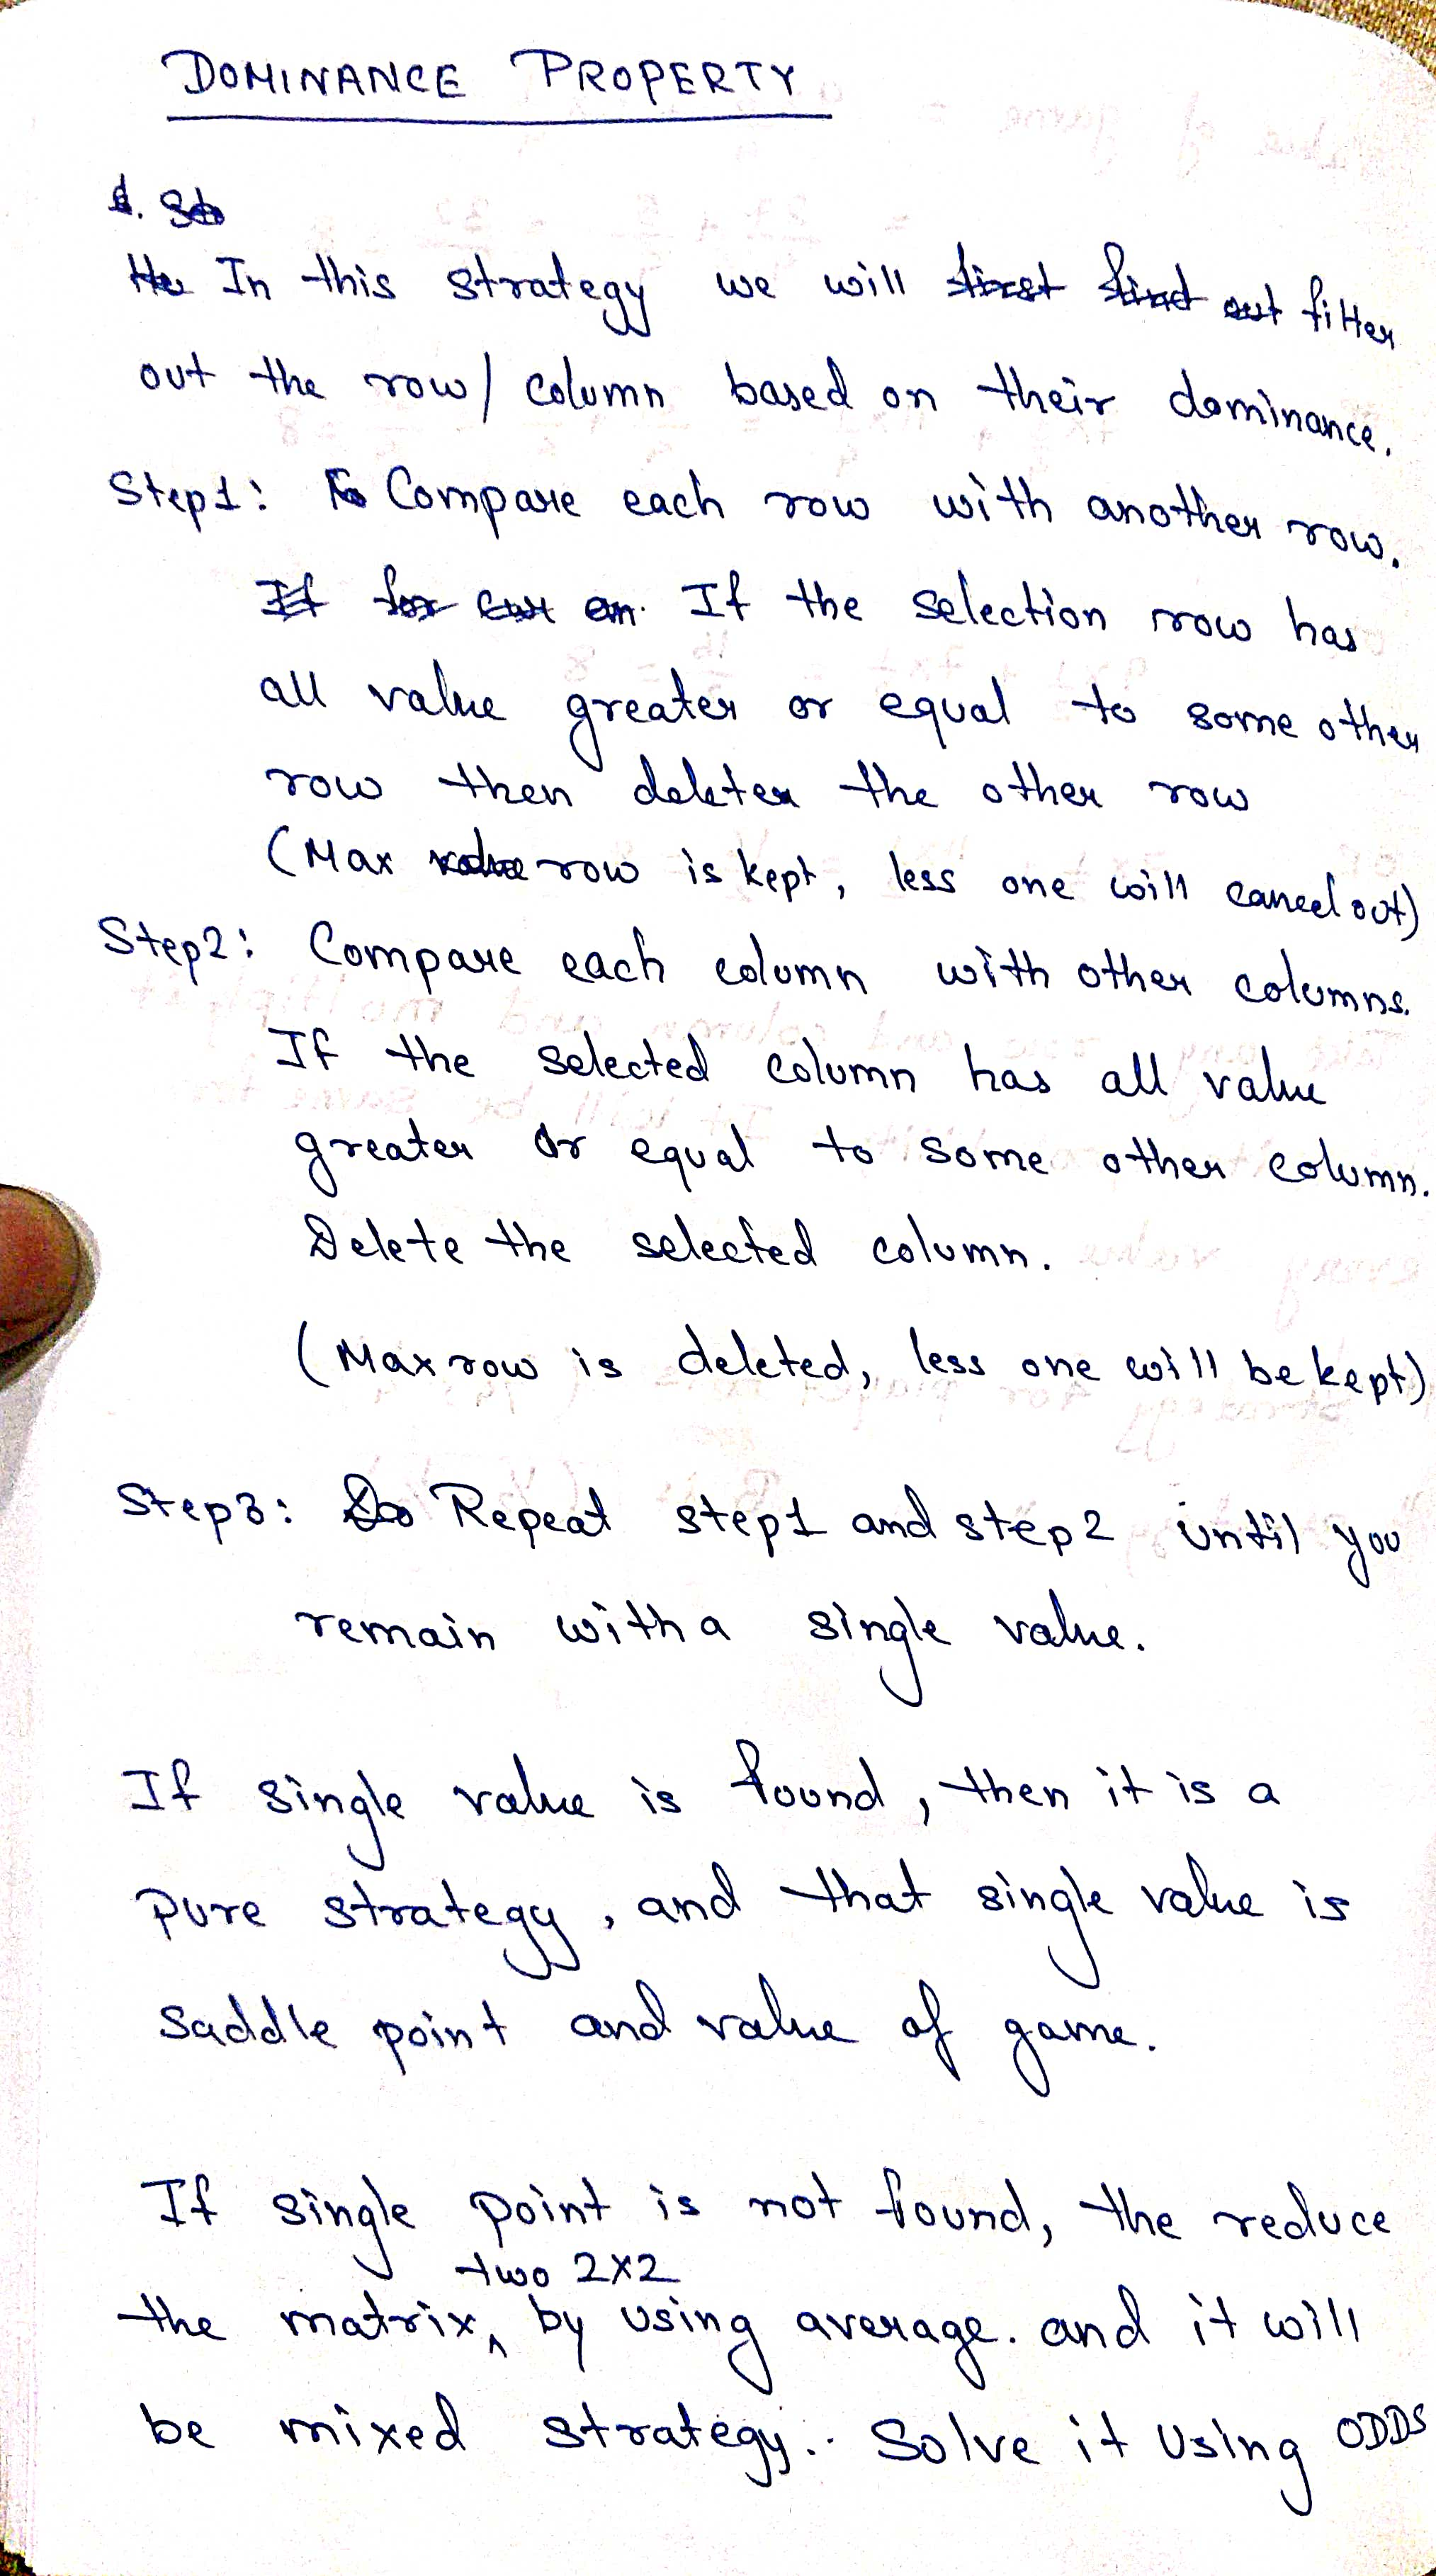 DOMINANCE PROPERTY
In this strategy we will first find out filter
out the row/ column based on their dominance.
Step1: Compare each row with another row.
If for If the selection row has
all value greater or equal to some other
row then deleter the other row
(Max value row is kept, less one will cancel out)
Step2: Compare each column with other columns.
If the selected column has all value
greater or equal to some other column.
Delete the selected column.
(Max row is deleted, less one will be kept)
Step3: Do Repeat step1 and step2 until you
remain with a single value.
If single value is found, then it is a
pure strategy, and that single value is
saddle point and value of game.
If single point is not found, the reduce
two 2x2
the matrix, by using average. and it will
be mixed strategy. Solve it using ODDS